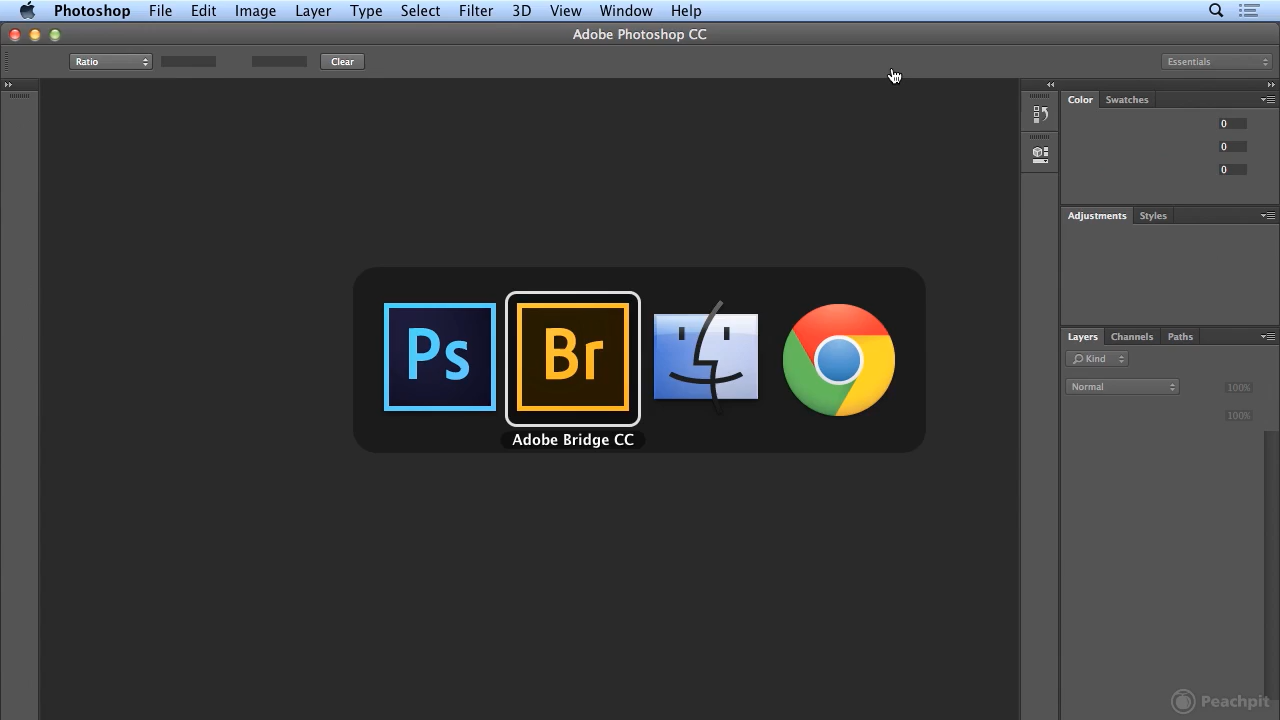 Photoshop File Edit Image Layer Type Select Filter 3D View Window Help
Adobe Photoshop CC
Ratio Clear Essentials
Color Swatches
0
0
0
Adjustments Styles
Layers Channels Paths
Kind
Normal 100%
100%
Ps Br
Adobe Bridge CC
Peachpit